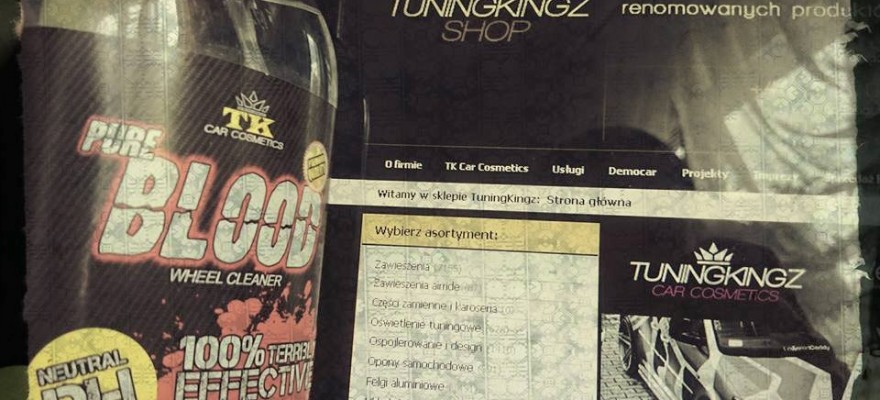 TK
CAR COSMETICS
PURE
BLOOD
WHEEL CLEANER
NEUTRAL
PH
100% TERRIBLY
EFFECTIVE
TUNINGKINGZ
SHOP
renomowanych
O firmie TK Car Cosmetics Usługi Democar Projekty
Witamy w sklepie TuningKingz: Strona główna
Wybierz asortyment:
Zawieszenia
Zawieszenia airride
Części zamienne i karoseria
Oświetlenie tuningowe
Ospojlerowanie i design
Opony samochodowe
Felgi aluminiowe
TUNINGKINGZ
CAR COSMETICS